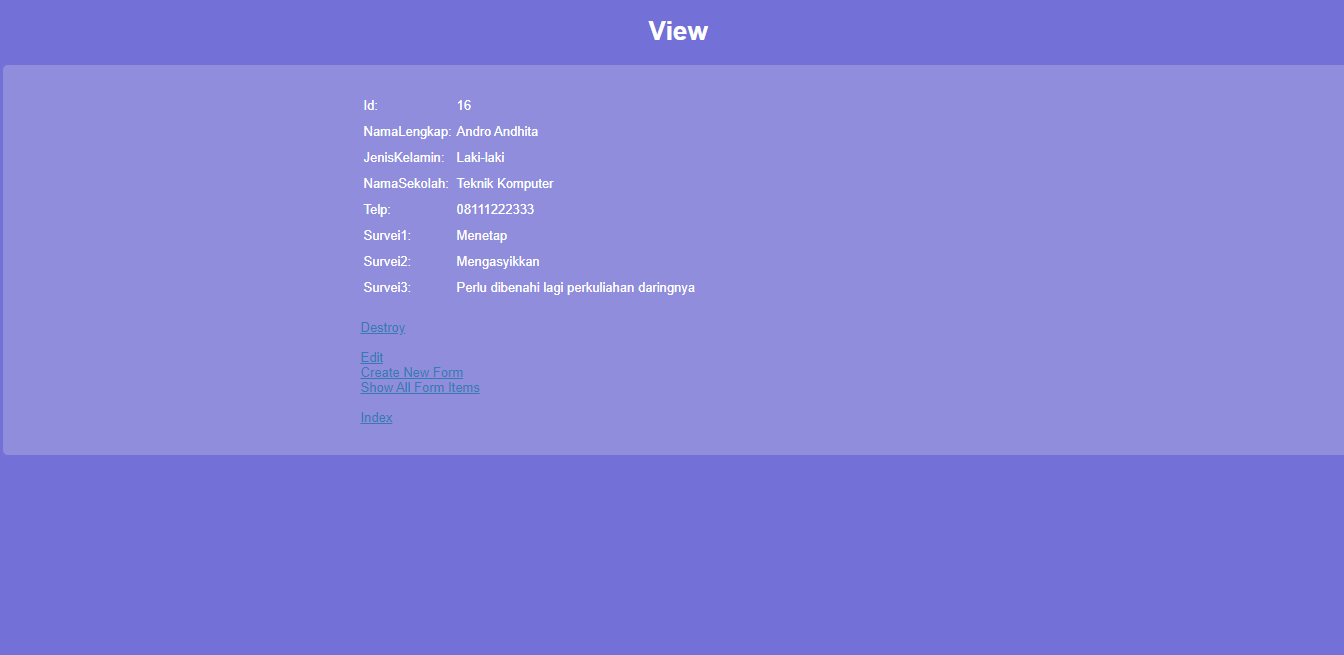 View
Id: 16
NamaLengkap: Andro Andhita
JenisKelamin: Laki-laki
NamaSekolah: Teknik Komputer
Telp: 08111222333
Survei1: Menetap
Survei2: Mengasyikkan
Survei3: Perlu dibenahi lagi perkuliahan daringnya
Destroy
Edit
Create New Form
Show All Form Items
Index